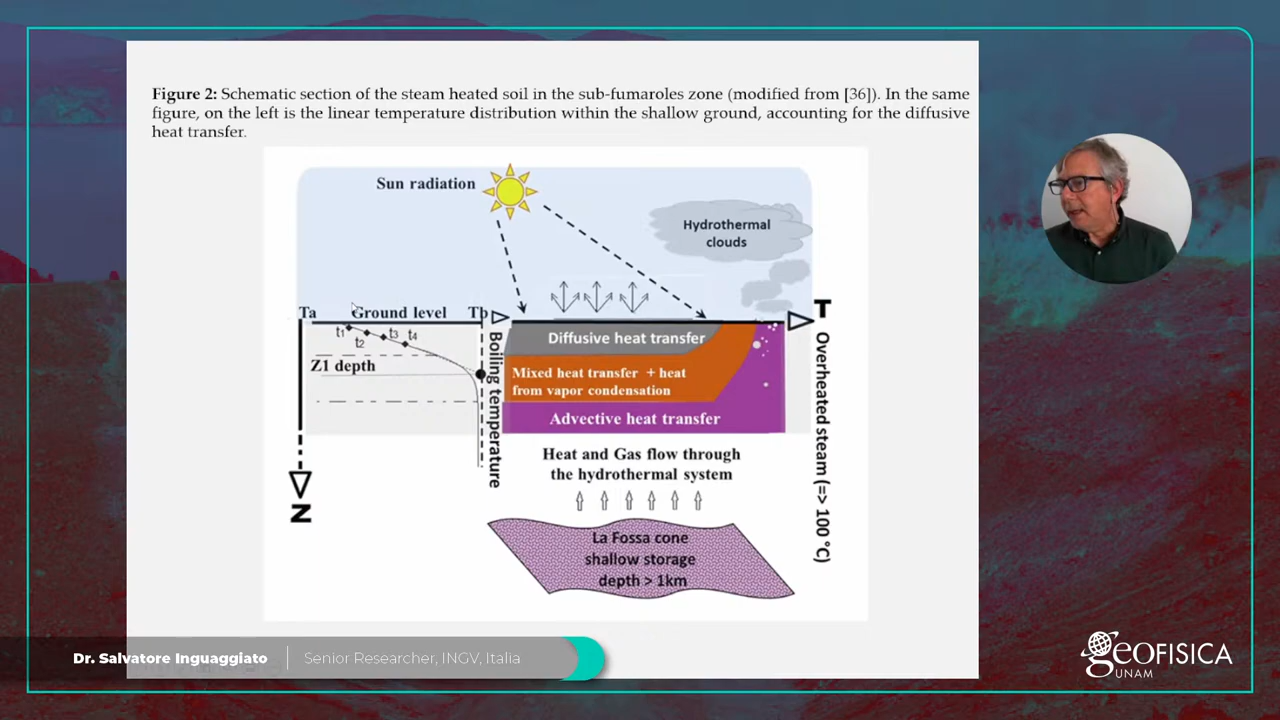 Figure 2: Schematic section of the steam heated soil in the sub-fumaroles zone (modified from [36]). In the same
figure, on the left is the linear temperature distribution within the shallow ground, accounting for the diffusive
heat transfer.
Sun radiation
Hydrothermal
clouds
Ta
Ground level
Tb
T
t1
t2
t3
t4
Z1 depth
Z
Boiling temperature
Diffusive heat transfer
Mixed heat transfer + heat
from vapor condensation
Advective heat transfer
Heat and Gas flow through
the hydrothermal system
La Fossa cone
shallow storage
depth > 1km
Overheated steam (=> 100 °C)
Dr. Salvatore Inguaggiato
Senior Researcher, INGV, Italia
GEOFISICA
UNAM